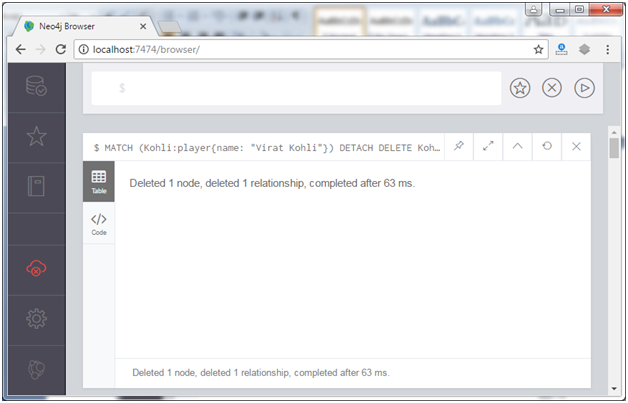 Neo4j Browser
localhost:7474/browser/
$
$ MATCH (Kohli:player{name: "Virat Kohli"}) DETACH DELETE Koh…
Table
Deleted 1 node, deleted 1 relationship, completed after 63 ms.
Code
Deleted 1 node, deleted 1 relationship, completed after 63 ms.